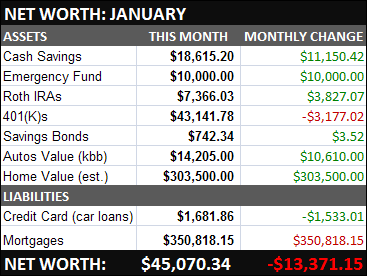 NET WORTH: JANUARY
ASSETS THIS MONTH MONTHLY CHANGE
Cash Savings $18,615.20 $11,150.42
Emergency Fund $10,000.00 $10,000.00
Roth IRAs $7,366.03 $3,827.07
401(K)s $43,141.78 -$3,177.02
Savings Bonds $742.34 $3.52
Autos Value (kbb) $14,205.00 $10,610.00
Home Value (est.) $303,500.00 $303,500.00
LIABILITIES
Credit Card (car loans) $1,681.86 -$1,533.01
Mortgages $350,818.15 $350,818.15
NET WORTH: $45,070.34 -$13,371.15